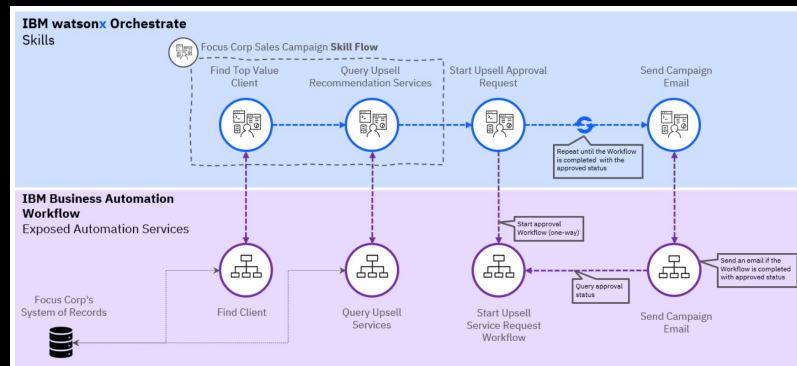 IBM watsonx Orchestrate
Skills
Focus Corp Sales Campaign Skill Flow
Find Top Value
Client
Query Upsell
Recommendation Services
Start Upsell Approval
Request
Send Campaign
Email
Repeat until the Workflow
is completed with the
approved status
IBM Business Automation
Workflow
Exposed Automation Services
Start approval
Workflow (one-way)
Send an email if the
Workflow is completed
with approved status
Query approval
status
Focus Corp's
System of Records
Find Client
Query Upsell
Services
Start Upsell
Service Request
Workflow
Send Campaign
Email